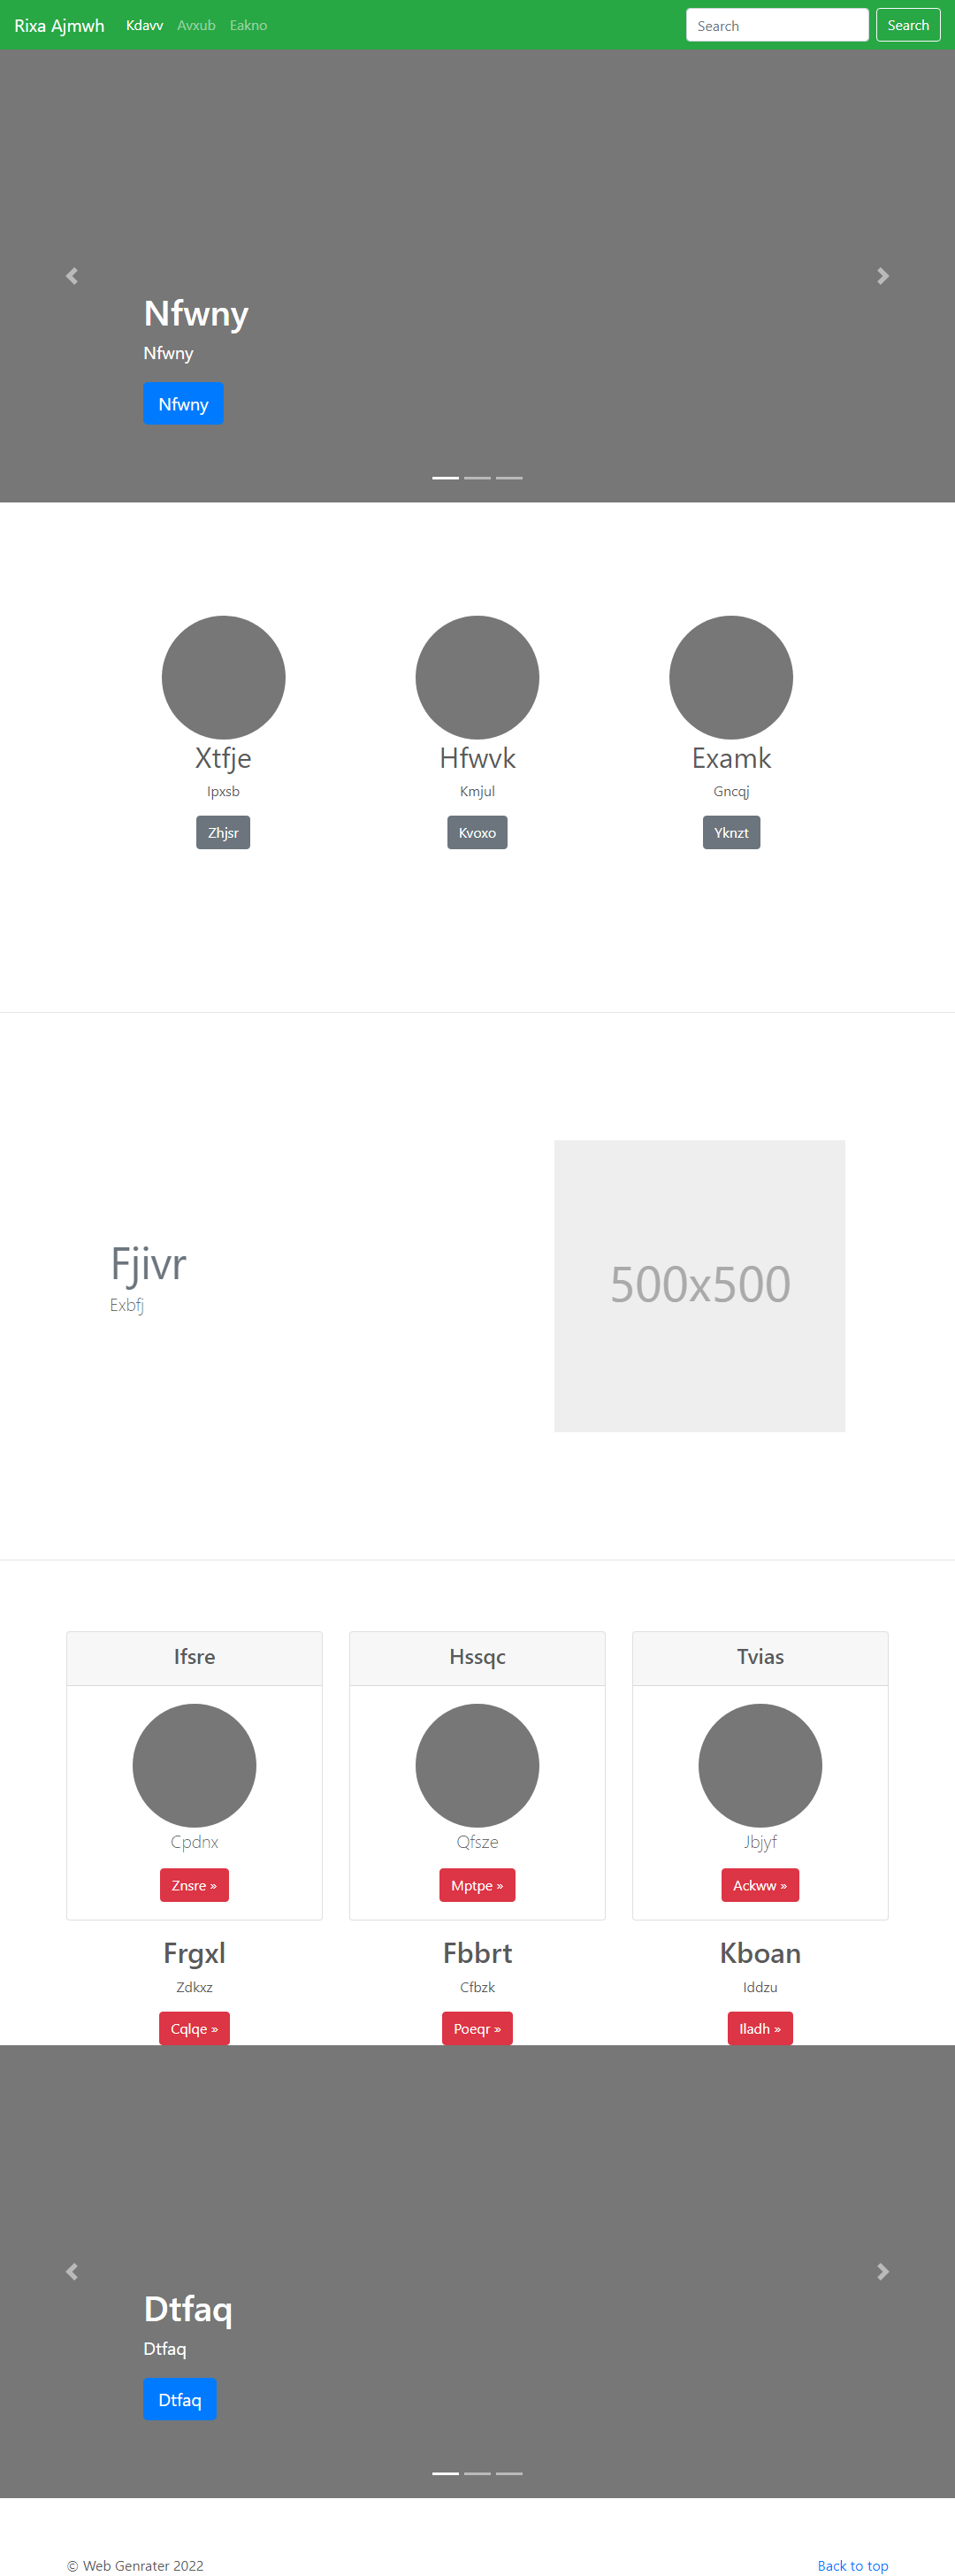 Rixa Ajmwh Kdavv Avxub Eakno Search Search
Nfwny
Nfwny
Nfwny
Xtfje Hfwvk Examk
Ipxsb Kmjul Gncqj
Zhjsr Kvoxo Yknzt
Fjivr
Exbfj
500x500
Ifsre Hssqc Tvias
Cpdnx Qfsze Jbjyf
Znsre » Mptpe » Ackww »
Frgxl Fbbrt Kboan
Zdkxz Cfbzk Iddzu
Cqlqe » Poeqr » Iladh »
Dtfaq
Dtfaq
Dtfaq
© Web Genrater 2022 Back to top